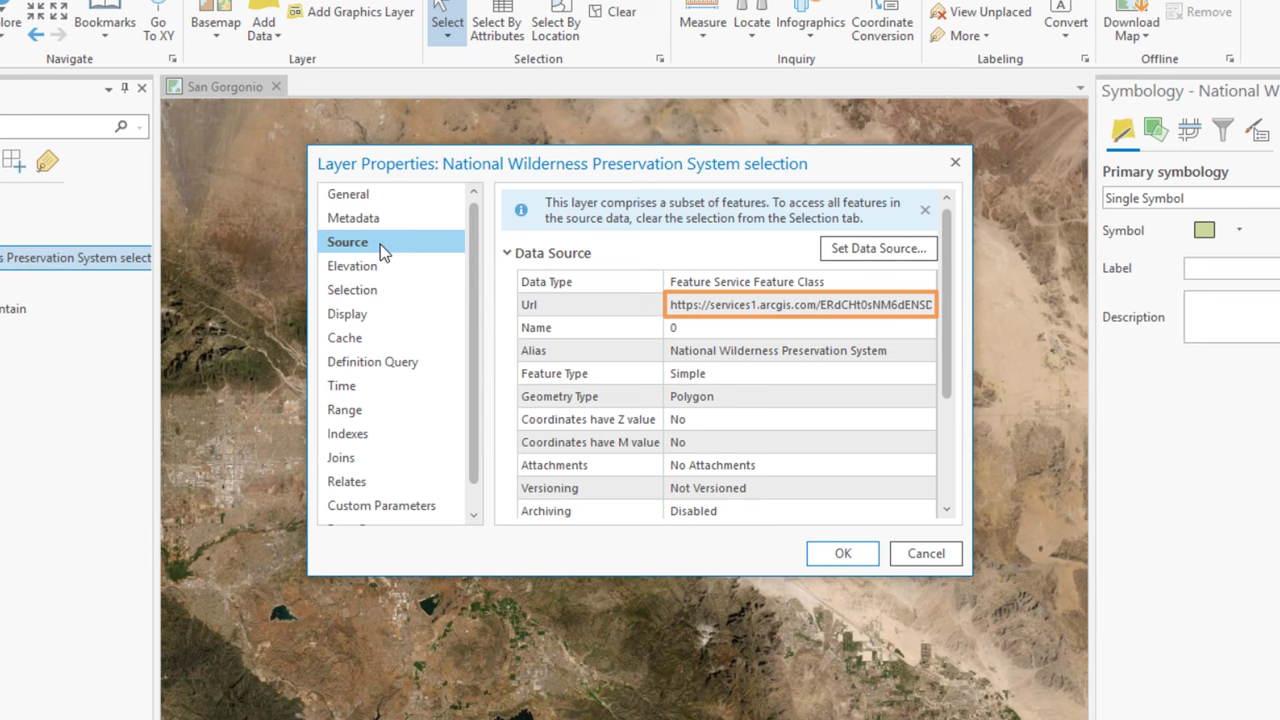 Bookmarks
Go
To XY
Navigate
Basemap
Add
Data
Add Graphics Layer
Layer
Select
Select By
Attributes
Select By
Location
Clear
Selection
Measure
Locate
Infographics
Coordinate
Conversion
Inquiry
View Unplaced
More
Convert
Labeling
Download
Map
Remove
Offline
San Gorgonio
s Preservation System select
ntain
Layer Properties: National Wilderness Preservation System selection
General
Metadata
Source
Elevation
Selection
Display
Cache
Definition Query
Time
Range
Indexes
Joins
Relates
Custom Parameters
This layer comprises a subset of features. To access all features in
the source data, clear the selection from the Selection tab.
Data Source
Set Data Source...
Data Type Feature Service Feature Class
Url https://services1.arcgis.com/ERdCHt0sNM6dENSD
Name 0
Alias National Wilderness Preservation System
Feature Type Simple
Geometry Type Polygon
Coordinates have Z value No
Coordinates have M value No
Attachments No Attachments
Versioning Not Versioned
Archiving Disabled
OK
Cancel
Symbology - National W
Primary symbology
Single Symbol
Symbol
Label
Description